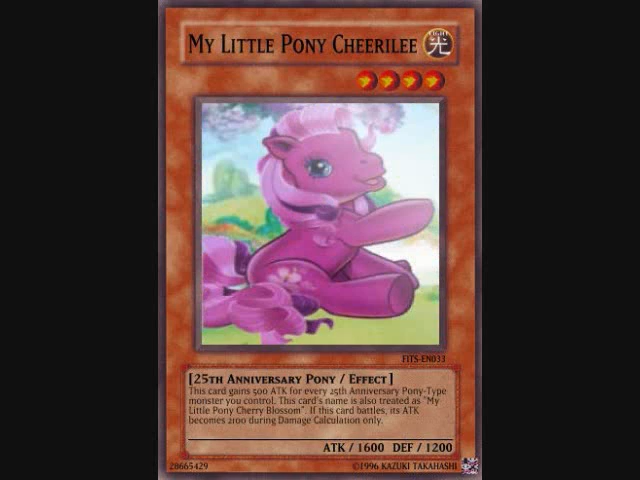 MY LITTLE PONY CHEERILEE
LIGHT
光
FITS-EN033
[25TH ANNIVERSARY PONY / EFFECT]
This card gains 500 ATK for every 25th Anniversary Pony-Type
monster you control. This card's name is also treated as "My
Little Pony Cherry Blossom". If this card battles, its ATK
becomes 2100 during Damage Calculation only.
ATK / 1600 DEF / 1200
28665429
©1996 KAZUKI TAKAHASHI